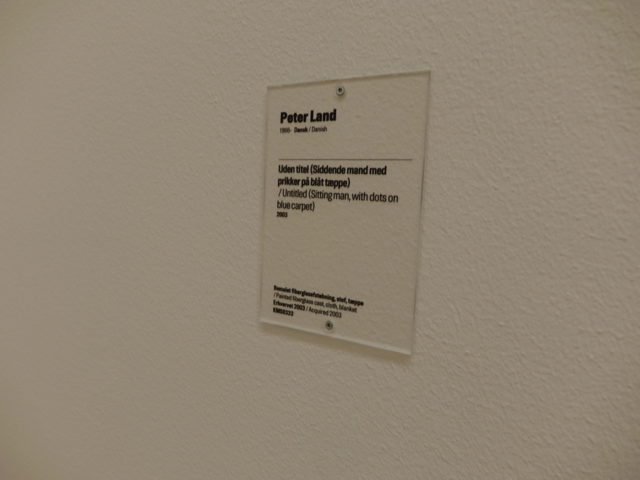 Peter Land
1966- Dansk / Danish
Uden titel (Siddende mand med
prikker på blåt tæppe)
/ Untitled (Sitting man, with dots on
blue carpet)
2003
Bemalet fiberglasafstøbning, stof, tæppe
/ Painted fiberglass cast, cloth, blanket
Erhvervet 2003 / Acquired 2003